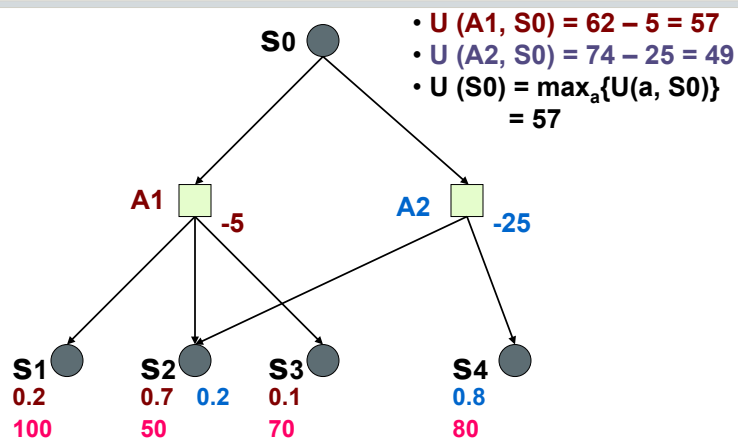 S0
• U (A1, S0) = 62 – 5 = 57
• U (A2, S0) = 74 – 25 = 49
• U (S0) = maxₐ{U(a, S0)}
= 57
A1
-5
A2
-25
S1
S2
S3
S4
0.2
0.7 0.2
0.1
0.8
100
50
70
80